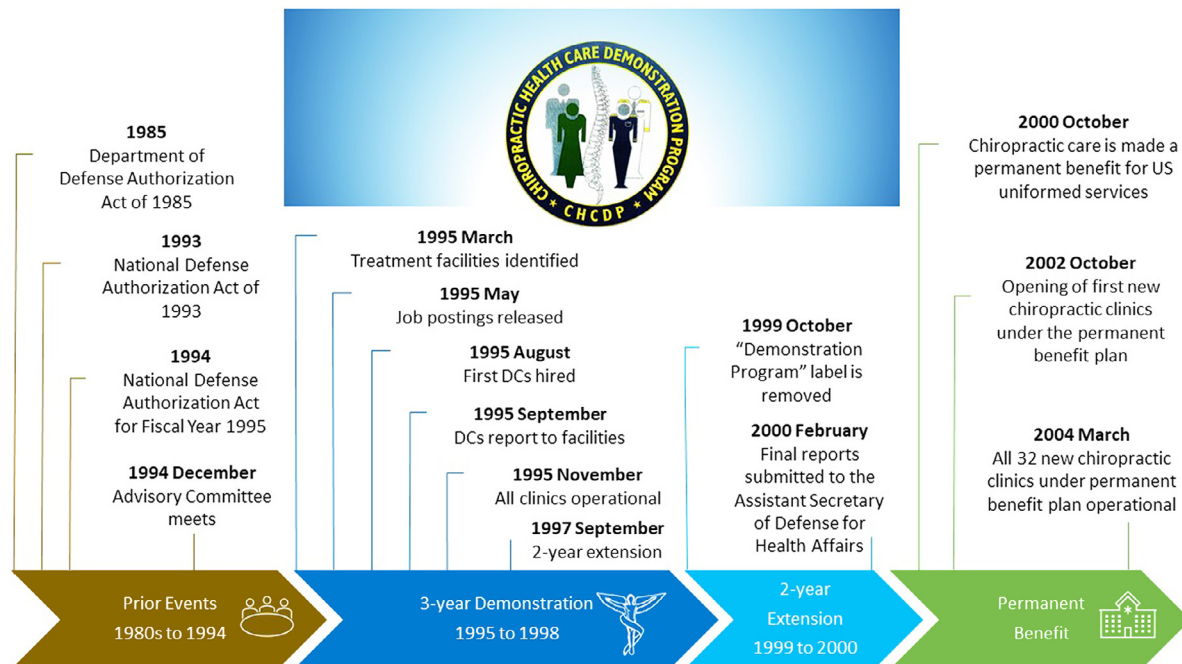 CHIROPRACTIC HEALTH CARE DEMONSTRATION PROGRAM
★ CHCDP ★
1985
Department of
Defense Authorization
Act of 1985
1993
National Defense
Authorization Act of
1993
1994
National Defense
Authorization Act
for Fiscal Year 1995
1994 December
Advisory Committee
meets
1995 March
Treatment facilities identified
1995 May
Job postings released
1995 August
First DCs hired
1995 September
DCs report to facilities
1995 November
All clinics operational
1997 September
2-year extension
1999 October
“Demonstration
Program” label is
removed
2000 February
Final reports
submitted to the
Assistant Secretary
of Defense for
Health Affairs
2000 October
Chiropractic care is made a
permanent benefit for US
uniformed services
2002 October
Opening of first new
chiropractic clinics
under the permanent
benefit plan
2004 March
All 32 new chiropractic
clinics under permanent
benefit plan operational
Prior Events
1980s to 1994
3-year Demonstration
1995 to 1998
2-year
Extension
1999 to 2000
Permanent
Benefit